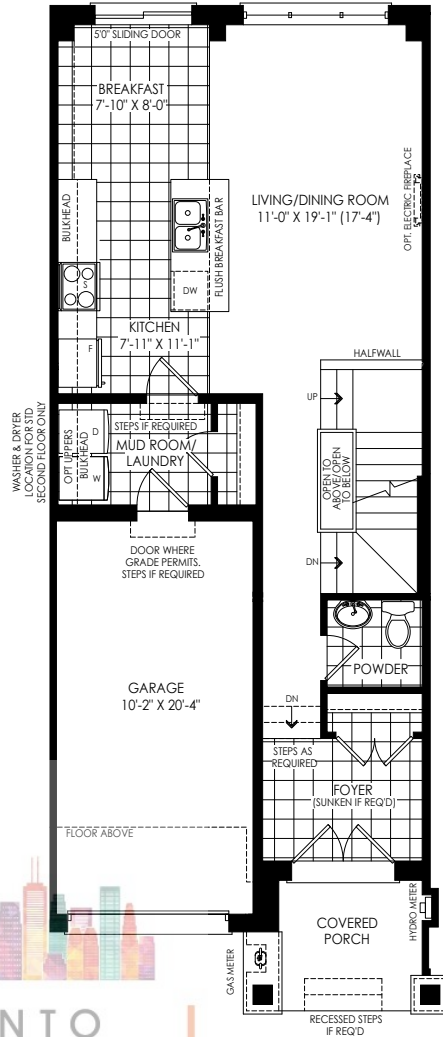 5'0" SLIDING DOOR
BREAKFAST
7'-10" X 8'-0"
LIVING/DINING ROOM
11'-0" X 19'-1" (17'-4")
OPT. ELECTRIC FIREPLACE
BULKHEAD
FLUSH BREAKFAST BAR
S
DW
KITCHEN
7'-11" X 11'-1"
F
HALFWALL
UP
WASHER & DRYER
LOCATION FOR STD
SECOND FLOOR ONLY
OPT UPPERS
BULKHEAD
D
W
STEPS IF REQUIRED
MUD ROOM/
LAUNDRY
OPEN TO
ABOVE/OPEN
TO BELOW
DN
DOOR WHERE
GRADE PERMITS.
STEPS IF REQUIRED
POWDER
GARAGE
10'-2" X 20'-4"
DN
STEPS AS
REQUIRED
FOYER
(SUNKEN IF REQ'D)
FLOOR ABOVE
COVERED
PORCH
HYDRO METER
GAS METER
RECESSED STEPS
IF REQ'D
NTO